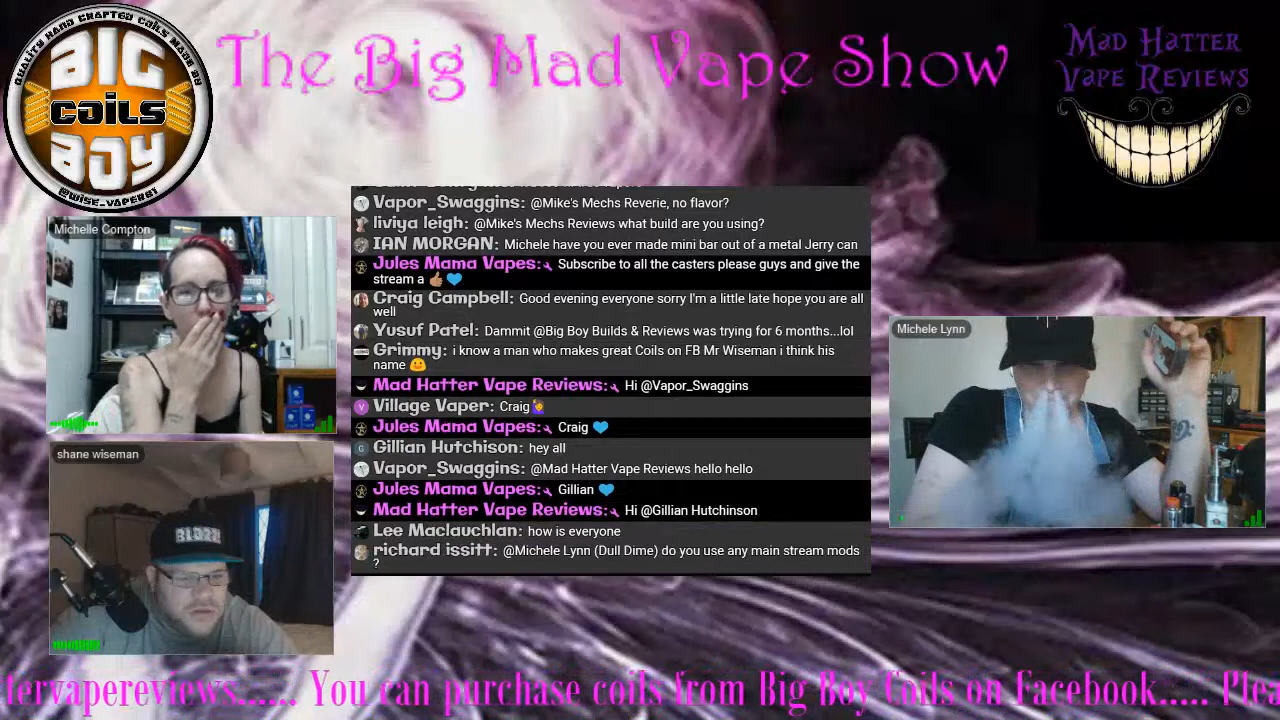 QUALITY HAND CRAFTED COILS MADE BY
BIG
COILS
BOY
@WISE_VAPER81
The Big Mad Vape Show
Mad Hatter
Vape Reviews
Michelle Compton
shane wiseman
Vapor_Swaggins: @Mike's Mechs Reverie, no flavor?
liviya leigh: @Mike's Mechs Reviews what build are you using?
IAN MORGAN: Michele have you ever made mini bar out of a metal Jerry can
Jules Mama Vapes: Subscribe to all the casters please guys and give the
stream a 👍🏽 💙
Craig Campbell: Good evening everyone sorry I'm a little late hope you are all
well
Yusuf Patel: Dammit @Big Boy Builds & Reviews was trying for 6 months...lol
Grimmy: i know a man who makes great Coils on FB Mr Wiseman i think his
name 🙂
Mad Hatter Vape Reviews: Hi @Vapor_Swaggins
V Village Vaper: Craig🙋
Jules Mama Vapes: Craig 💙
G Gillian Hutchison: hey all
Vapor_Swaggins: @Mad Hatter Vape Reviews hello hello
Jules Mama Vapes: Gillian 💙
Mad Hatter Vape Reviews: Hi @Gillian Hutchinson
Lee Maclauchlan: how is everyone
richard issitt: @Michele Lynn (Dull Dime) do you use any main stream mods
?
Michele Lynn
tervapereviews...... You can purchase coils from Big Boy Coils on Facebook..... Plea